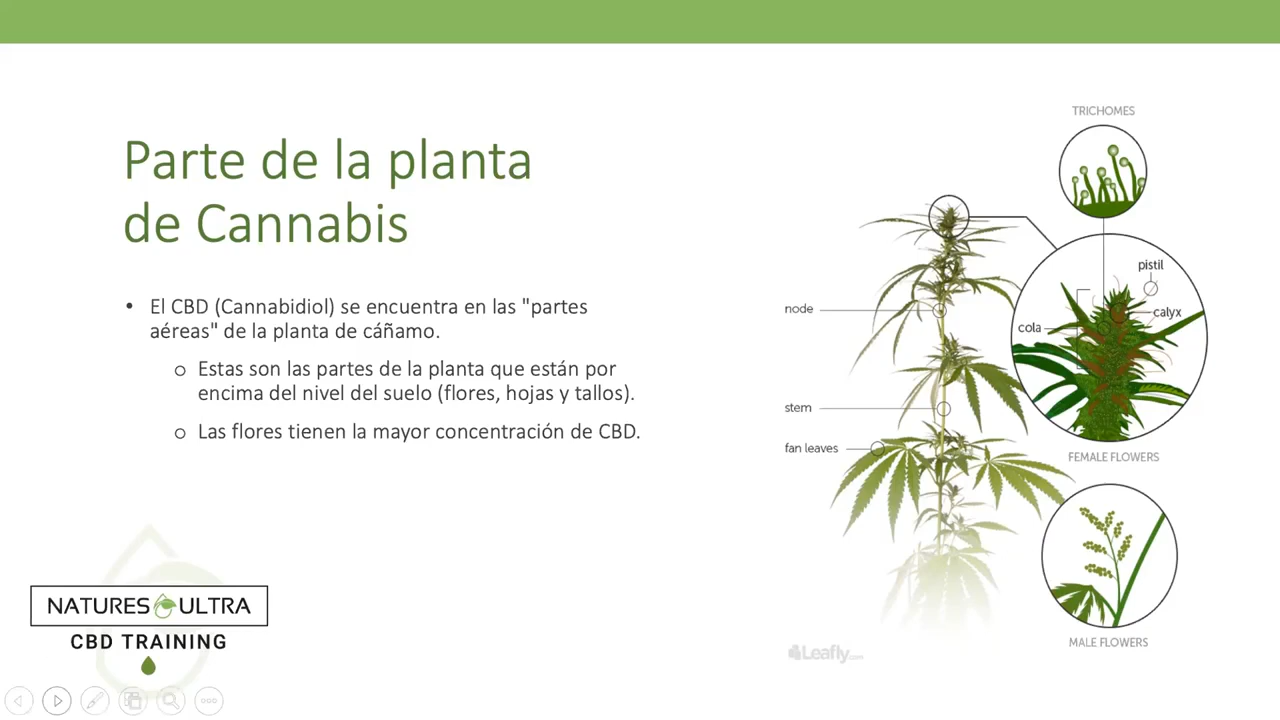 Parte de la planta
de Cannabis
• El CBD (Cannabidiol) se encuentra en las "partes
aéreas" de la planta de cáñamo.
o Estas son las partes de la planta que están por
encima del nivel del suelo (flores, hojas y tallos).
o Las flores tienen la mayor concentración de CBD.
NATURES ULTRA
CBD TRAINING
TRICHOMES
pistil
calyx
cola
node
stem
fan leaves
FEMALE FLOWERS
MALE FLOWERS
Leafly.com